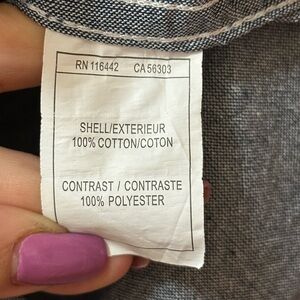 RN 116442 CA 56303
SHELL/EXTERIEUR
100% COTTON/COTON
CONTRAST / CONTRASTE
100% POLYESTER